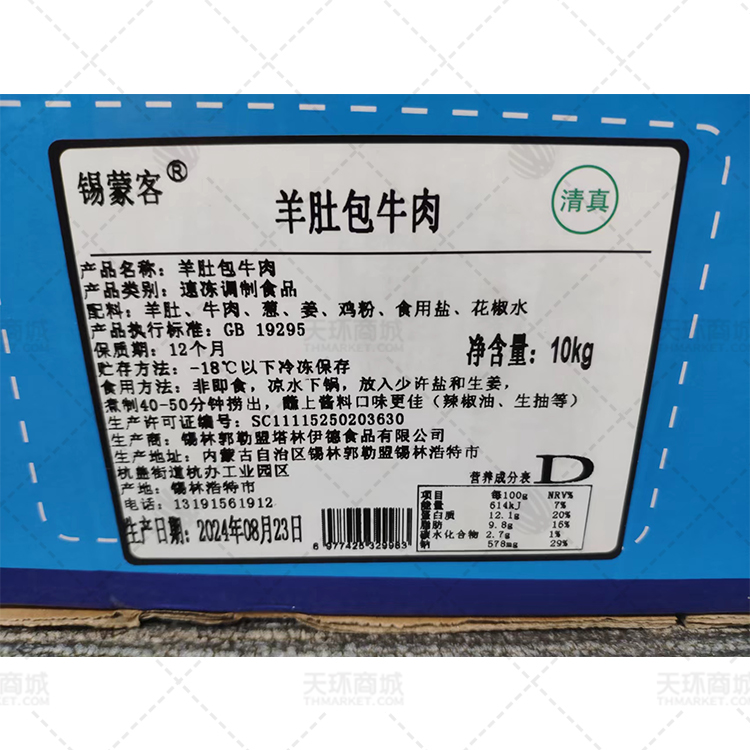 锡蒙客®
羊肚包牛肉
清真
产品名称：羊肚包牛肉
产品类别：速冻调制食品
配料：羊肚、牛肉、葱、姜、鸡粉、食用盐、花椒水
产品执行标准：GB 19295
保质期：12个月
净含量：10kg
贮存方法：-18℃以下冷冻保存
食用方法：非即食，凉水下锅，放入少许盐和生姜，
煮制40-50分钟捞出，蘸上酱料口味更佳（辣椒油、生抽等）
生产许可证编号：SC11115250203630
生产商：锡林郭勒盟塔林伊德食品有限公司
生产地址：内蒙古自治区锡林郭勒盟锡林浩特市
杭盖街道杭办工业园区
产地：锡林浩特市
电话：13191561912
生产日期：2024年08月23日
6 977425 329983
D
营养成分表
项目 每100g NRV%
能量 614kJ 7%
蛋白质 12.1g 20%
脂肪 9.8g 16%
碳水化合物 2.7g 1%
钠 578mg 29%
天环商城
THMARKET.COM